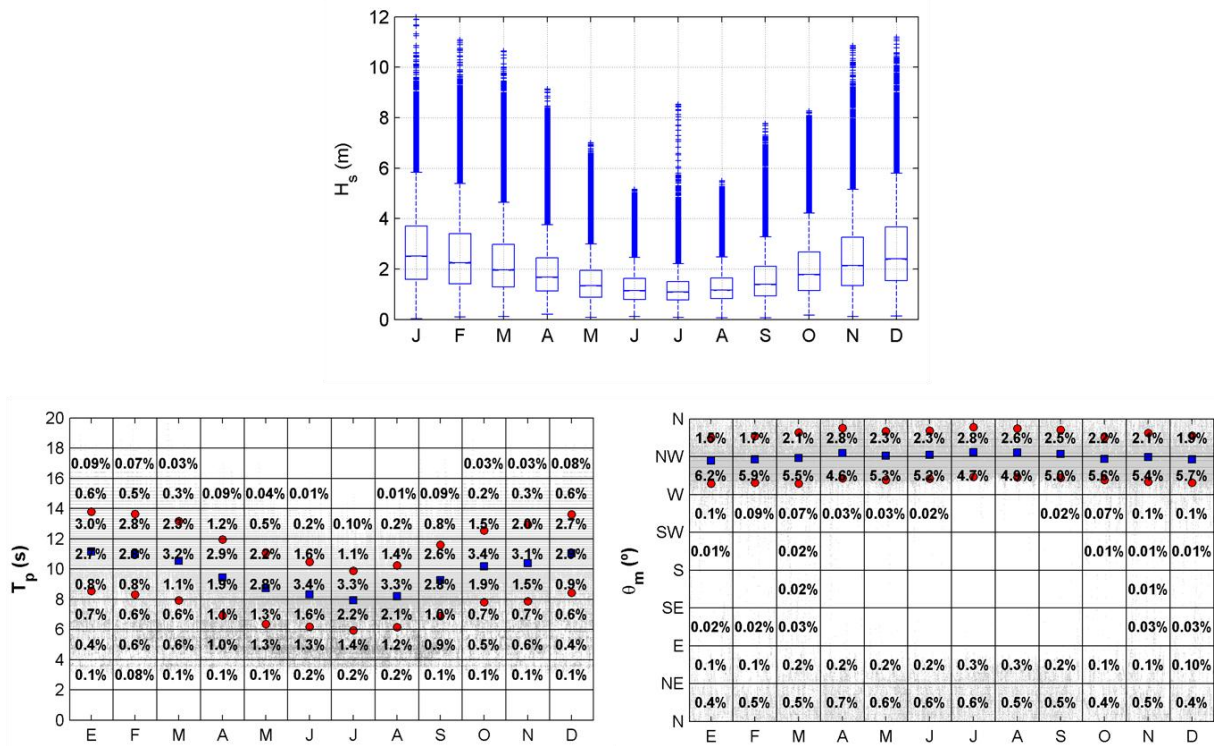 12
10
8
6
4
2
0
H_s (m)
J F M A M J J A S O N D
20
18
0.09% 0.07% 0.03% 0.03% 0.03% 0.08%
16
0.6% 0.5% 0.3% 0.09% 0.04% 0.01% 0.01% 0.09% 0.2% 0.3% 0.6%
14
3.0% 2.8% 1.2% 0.5% 0.2% 0.10% 0.2% 0.8% 1.5% 2.7%
12
3.2% 2.9% 1.6% 1.1% 1.4% 2.6% 3.4% 3.1%
10
0.8% 0.8% 1.1% 1.9% 2.8% 3.4% 3.3% 3.3% 2.8% 1.9% 1.5% 0.9%
8
0.7% 0.6% 0.6% 1.3% 1.6% 2.2% 2.1% 0.7% 0.7% 0.6%
6
0.4% 0.6% 0.6% 1.0% 1.3% 1.3% 1.4% 1.2% 0.9% 0.5% 0.6% 0.4%
4
0.1% 0.08% 0.1% 0.1% 0.1% 0.2% 0.2% 0.2% 0.1% 0.1% 0.1% 0.1%
2
0
T_p (s)
E F M A M J J A S O N D
N
2.1% 2.8% 2.3% 2.3% 2.8% 2.6% 2.5% 2.1% 1.9%
NW
6.2% 5.9% 5.5% 4.6% 5.3% 5.2% 4.7% 5.6% 5.4% 5.7%
W
0.1% 0.09% 0.07% 0.03% 0.03% 0.02% 0.02% 0.07% 0.1% 0.1%
SW
0.01% 0.02% 0.01% 0.01% 0.01%
S
0.02% 0.01%
SE
0.02% 0.02% 0.03% 0.03% 0.03%
E
0.1% 0.1% 0.2% 0.2% 0.2% 0.2% 0.3% 0.3% 0.2% 0.1% 0.1% 0.10%
NE
0.4% 0.5% 0.5% 0.7% 0.6% 0.6% 0.6% 0.5% 0.5% 0.4% 0.5% 0.4%
N
θ_m (º)
E F M A M J J A S O N D